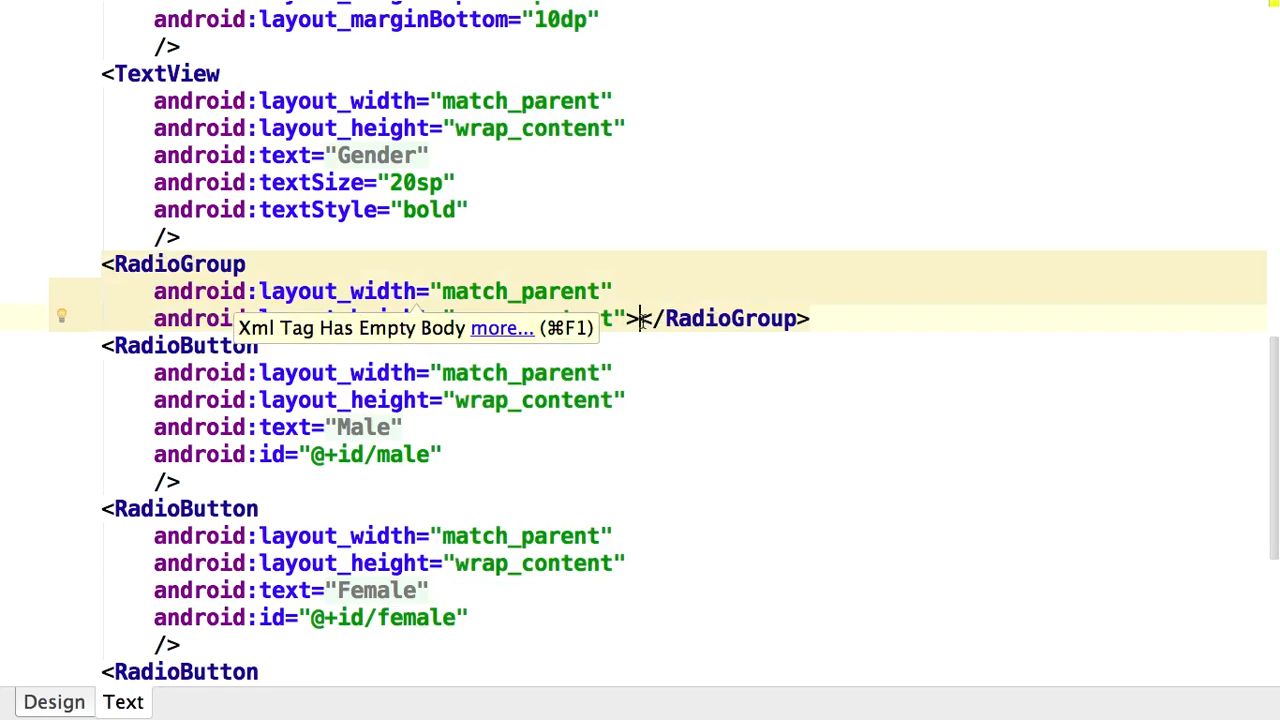 android:layout_marginBottom="10dp"
/>
<TextView
android:layout_width="match_parent"
android:layout_height="wrap_content"
android:text="Gender"
android:textSize="20sp"
android:textStyle="bold"
/>
<RadioGroup
android:layout_width="match_parent"
androi t"></RadioGroup>
Xml Tag Has Empty Body more... (⌘F1)
<RadioButton
android:layout_width="match_parent"
android:layout_height="wrap_content"
android:text="Male"
android:id="@+id/male"
/>
<RadioButton
android:layout_width="match_parent"
android:layout_height="wrap_content"
android:text="Female"
android:id="@+id/female"
/>
<RadioButton
Design Text